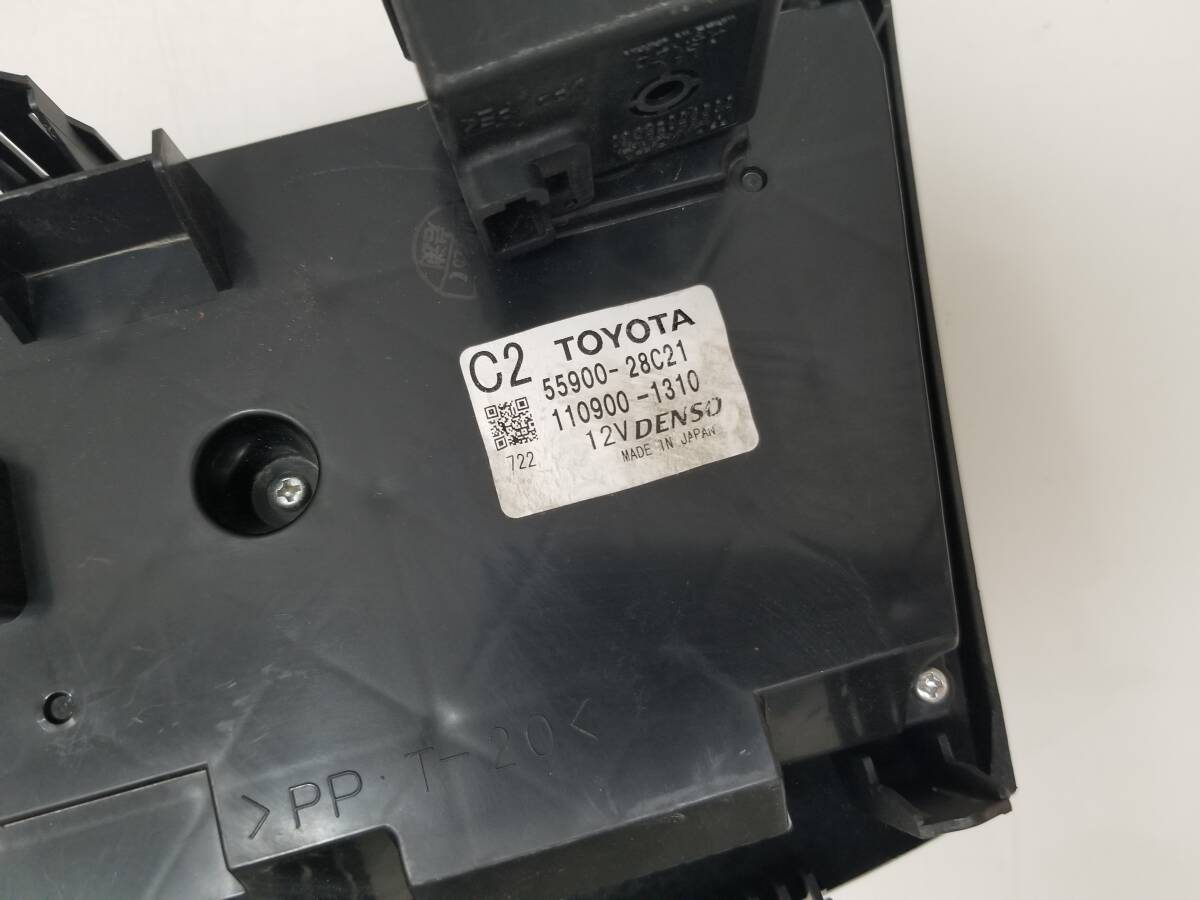 C2 TOYOTA
55900-28C21
110900-1310
12V DENSO
722 MADE IN JAPAN
>PP・T-20<